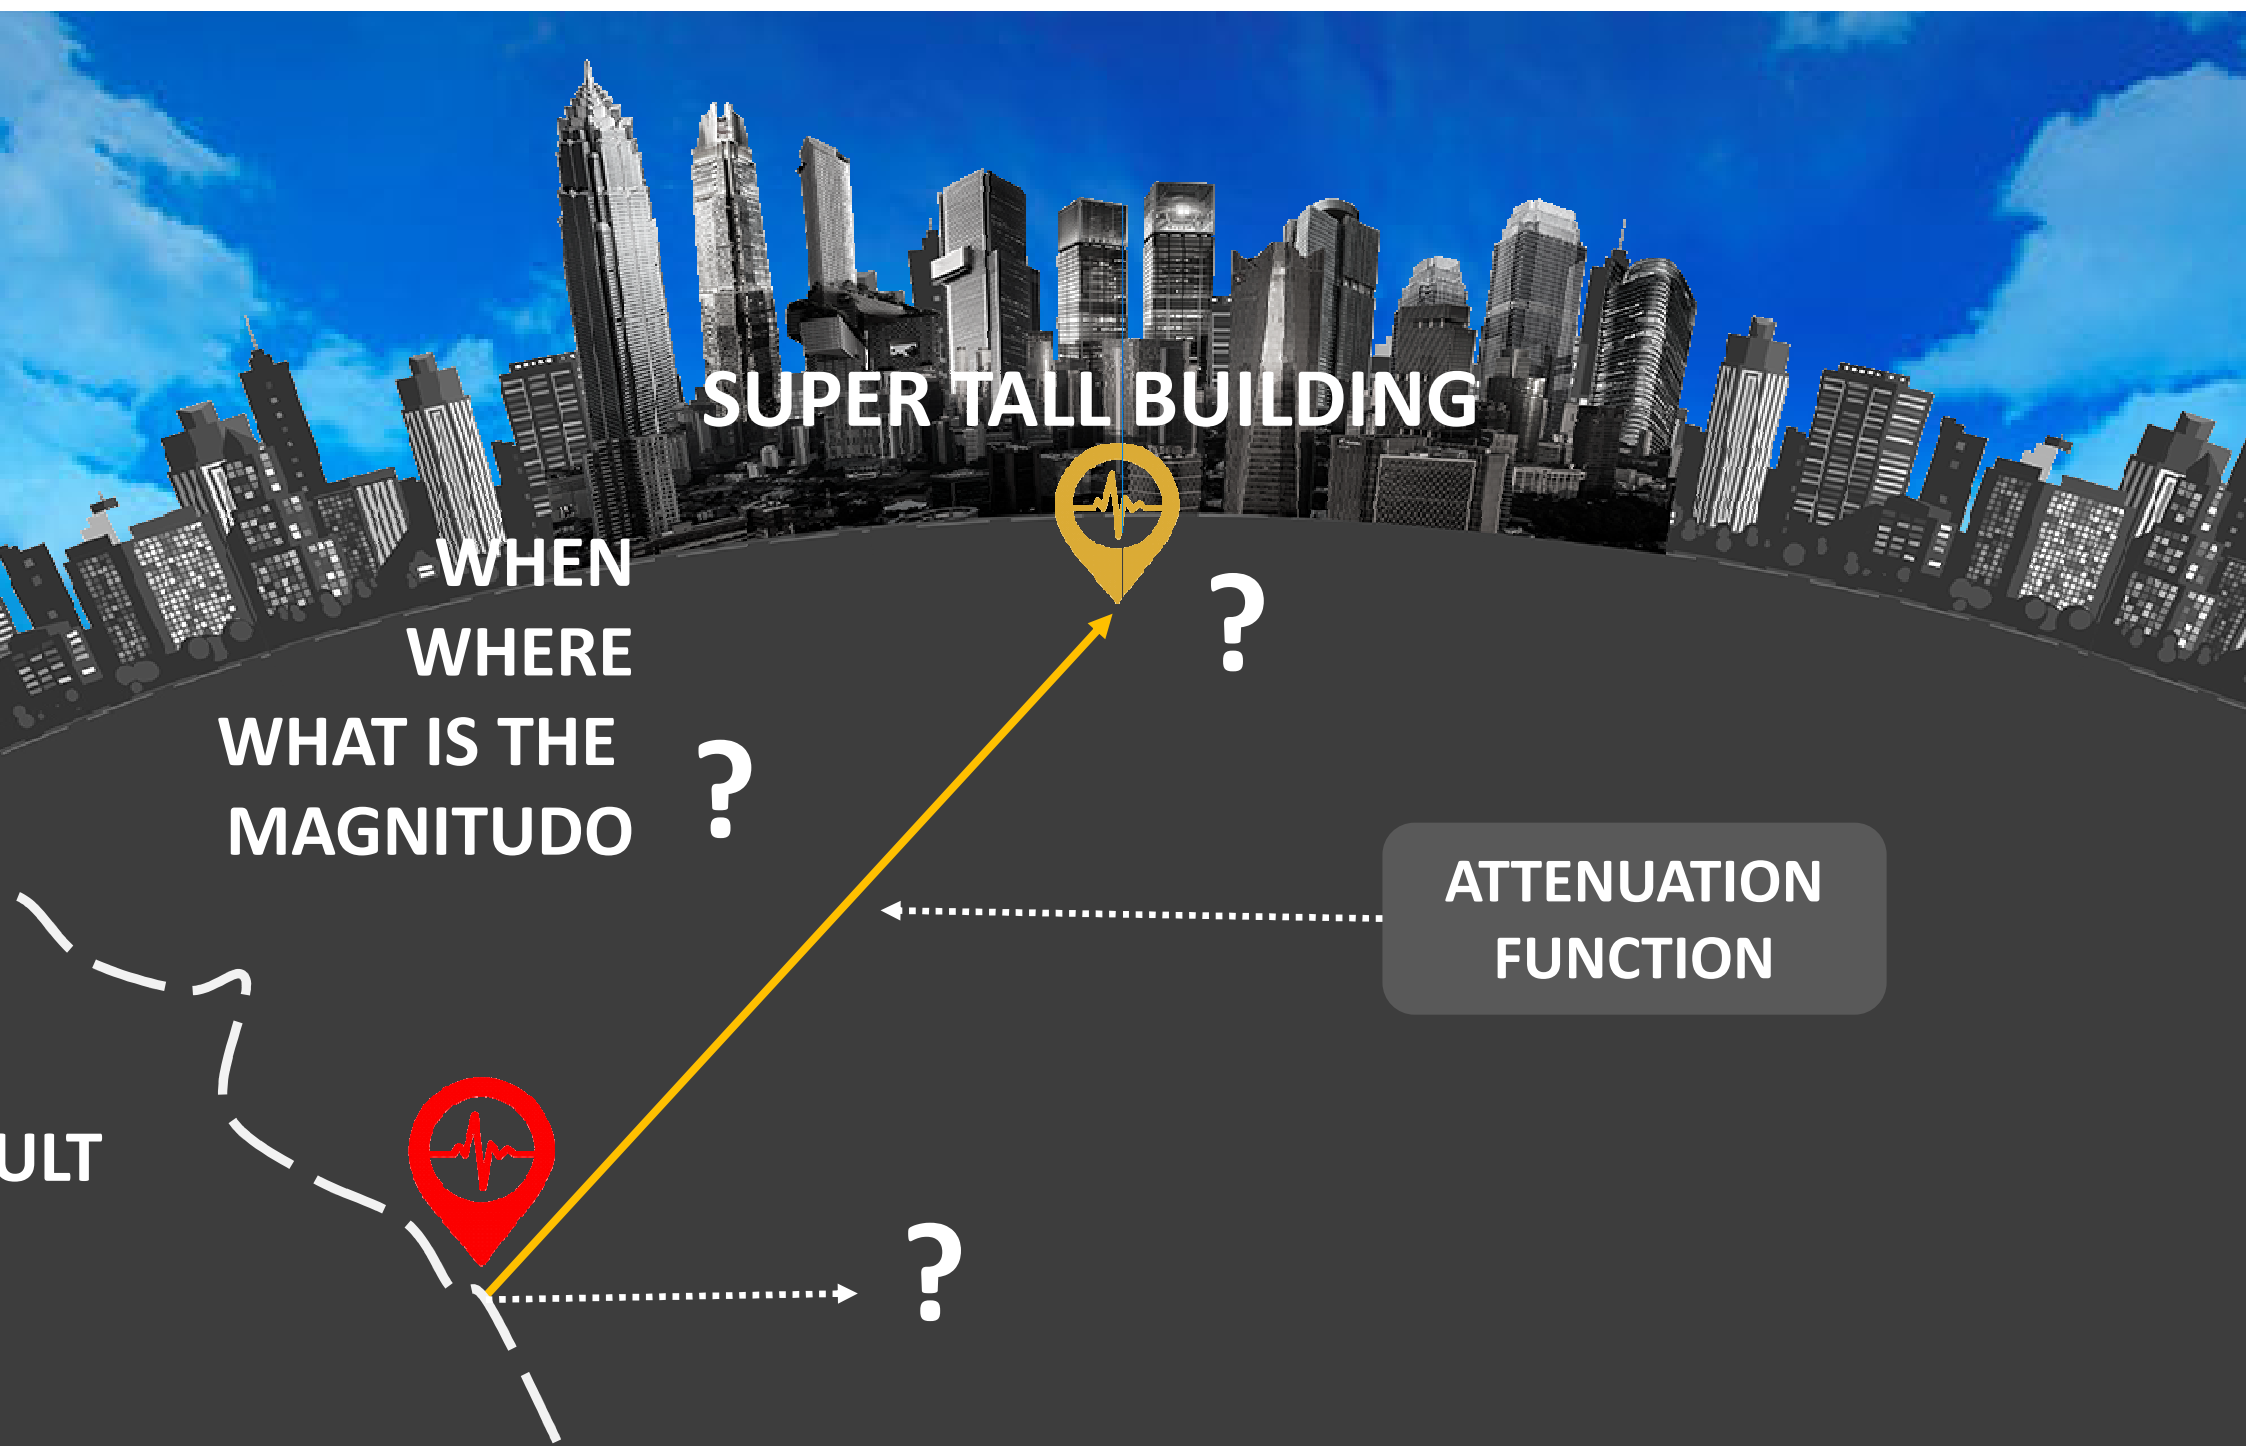 SUPER TALL BUILDING
WHEN
WHERE
WHAT IS THE
MAGNITUDO
?
?
ATTENUATION
FUNCTION
ULT
?